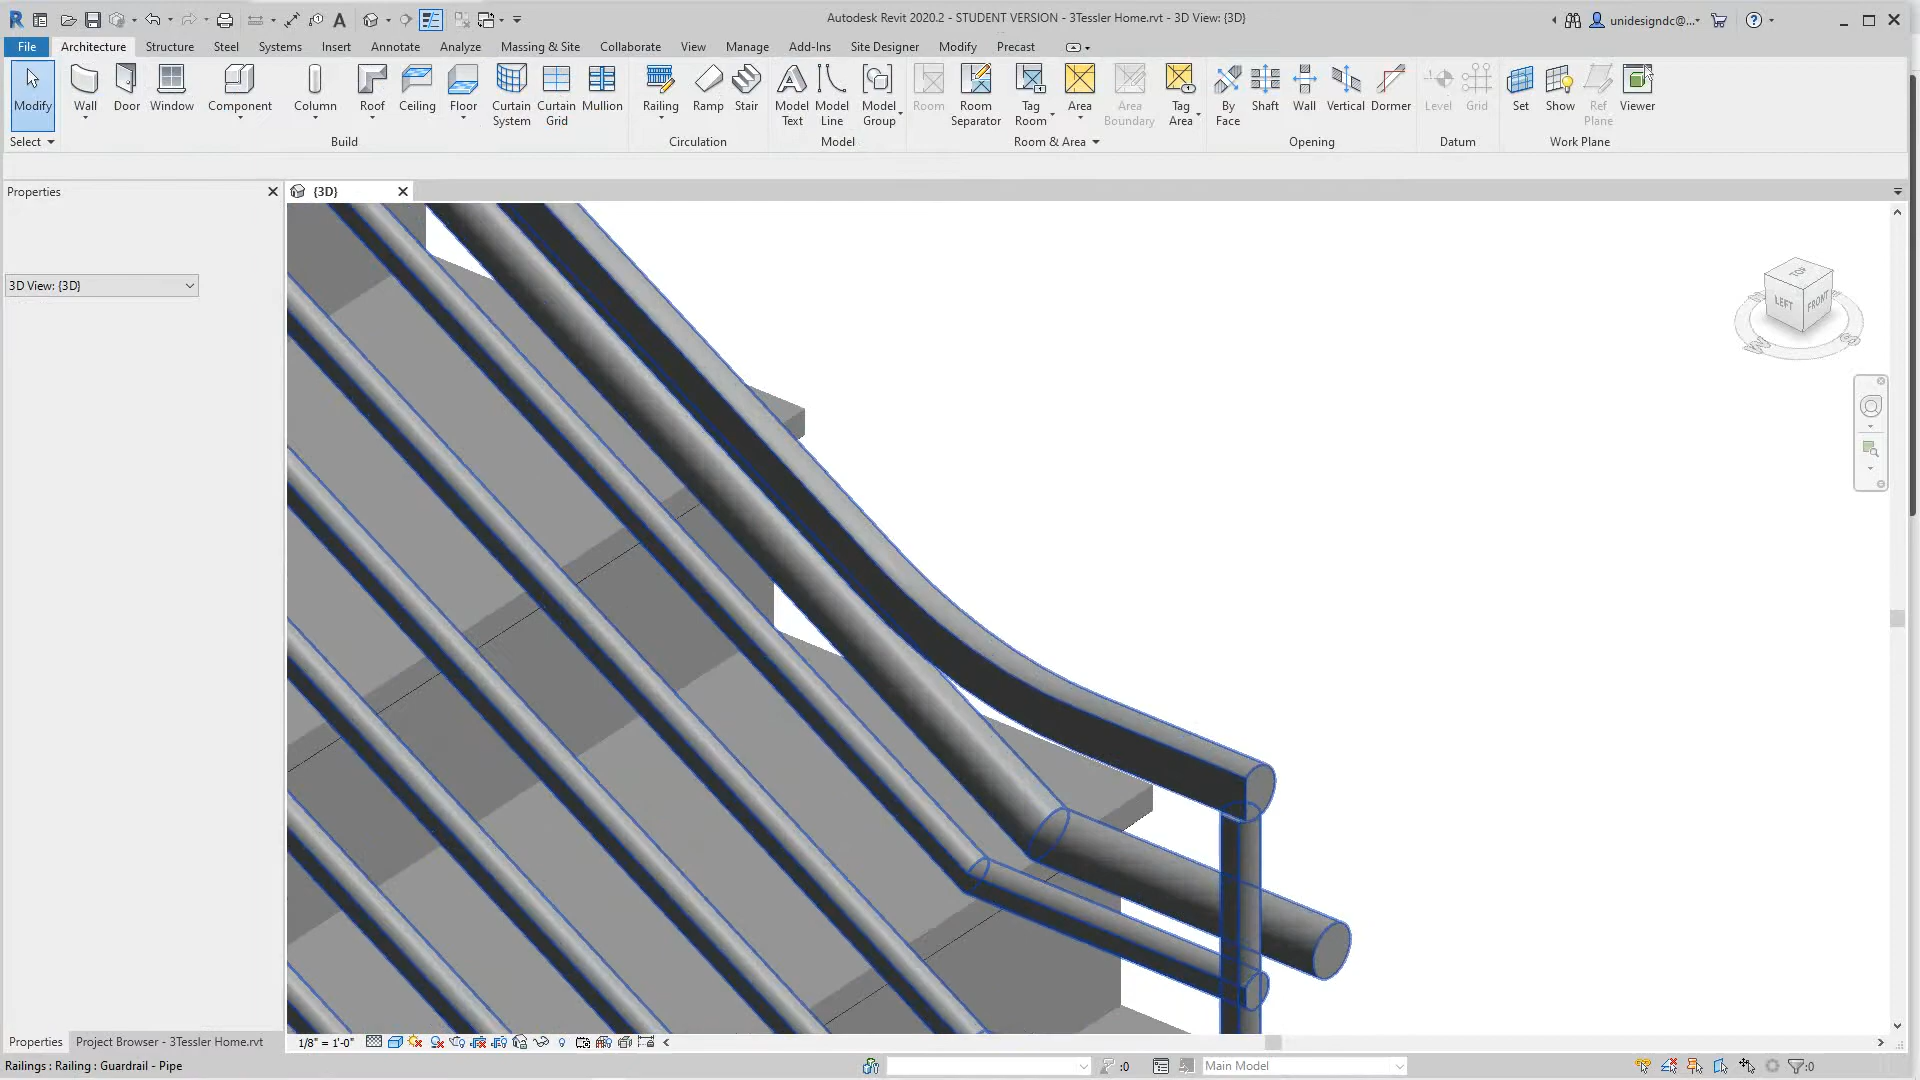 Autodesk Revit 2020.2 - STUDENT VERSION - 3Tessler Home.rvt - 3D View: {3D}
unidesigndc@...
File Architecture Structure Steel Systems Insert Annotate Analyze Massing & Site Collaborate View Manage Add-Ins Site Designer Modify Precast
Modify Wall Door Window Component Column Roof Ceiling Floor Curtain System Curtain Grid Mullion Railing Ramp Stair Model Text Model Line Model Group Room Room Separator Tag Room Area Area Boundary Tag Area By Face Shaft Wall Vertical Dormer Level Grid Set Show Ref Plane Viewer
Select Build Circulation Model Room & Area Opening Datum Work Plane
Properties
{3D}
3D View: {3D}
TOP
LEFT FRONT
W
Properties Project Browser - 3Tessler Home.rvt
1/8" = 1'-0"
Railings : Railing : Guardrail - Pipe
:0
Main Model
:0